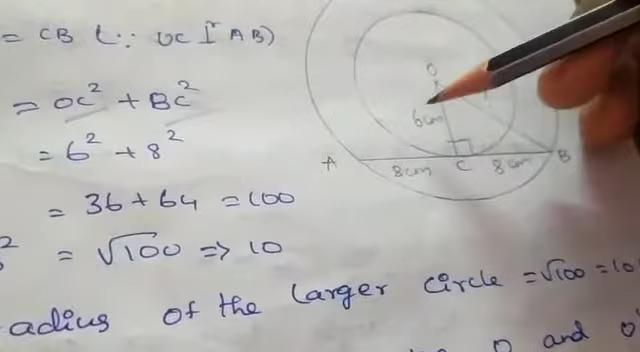 = CB (∵ OC ⊥r AB)
= OC² + BC²
= 6² + 8²
= 36 + 64 = 100
² = √100 => 10
adius of the larger circle = √100 = 10
O and O'
O
6cm
A 8cm C 8cm B